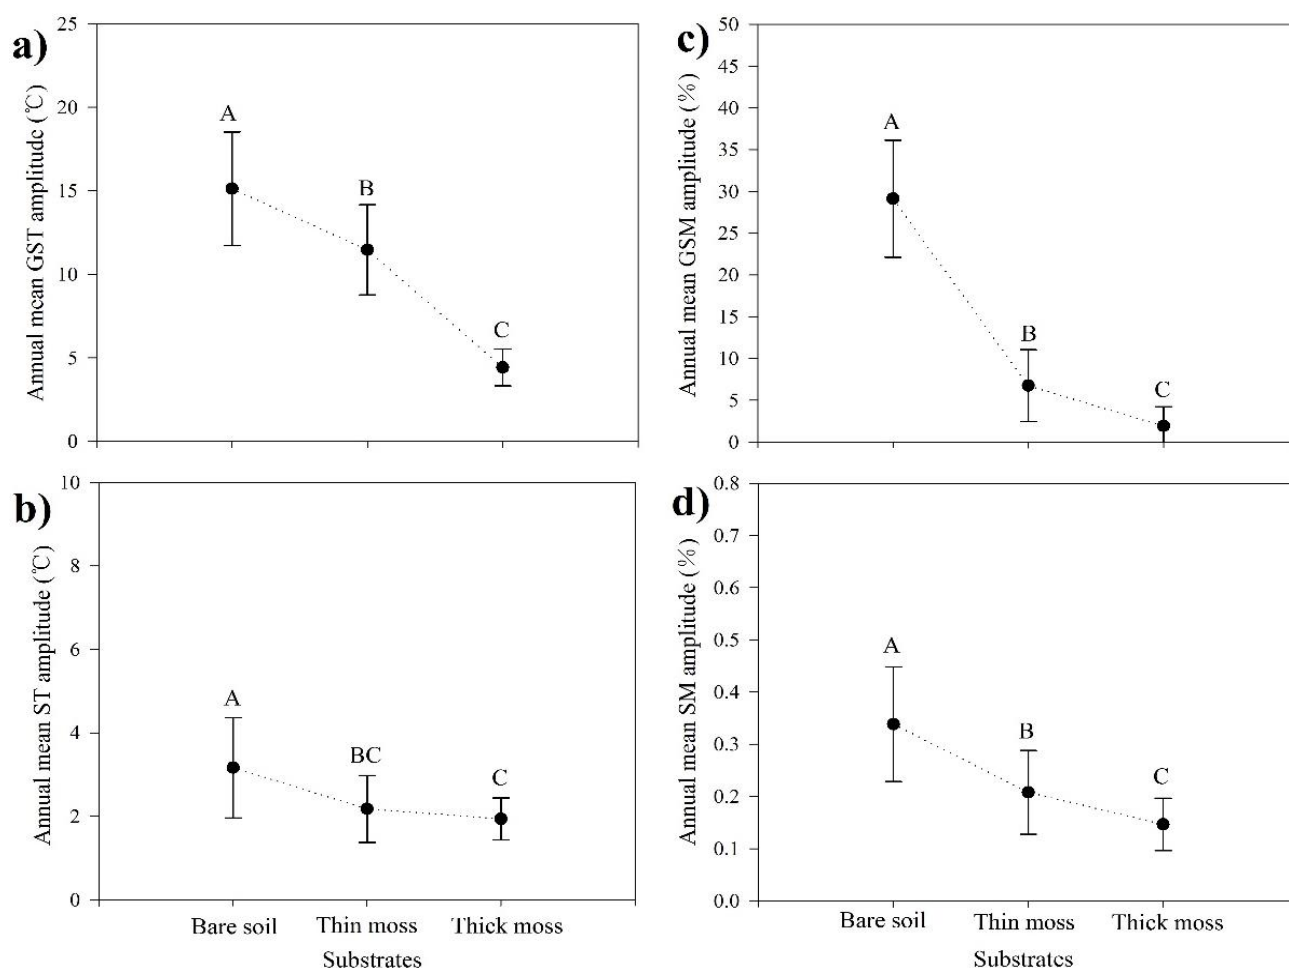 a)
Annual mean GST amplitude (℃)
25
20
15
10
5
0
A
B
C
c)
Annual mean GSM amplitude (%)
50
45
40
35
30
25
20
15
10
5
0
A
B
C
b)
Annual mean ST amplitude (℃)
10
8
6
4
2
0
A
BC
C
Bare soil Thin moss Thick moss
Substrates
d)
Annual mean SM amplitude (%)
0.8
0.7
0.6
0.5
0.4
0.3
0.2
0.1
0.0
A
B
C
Bare soil Thin moss Thick moss
Substrates